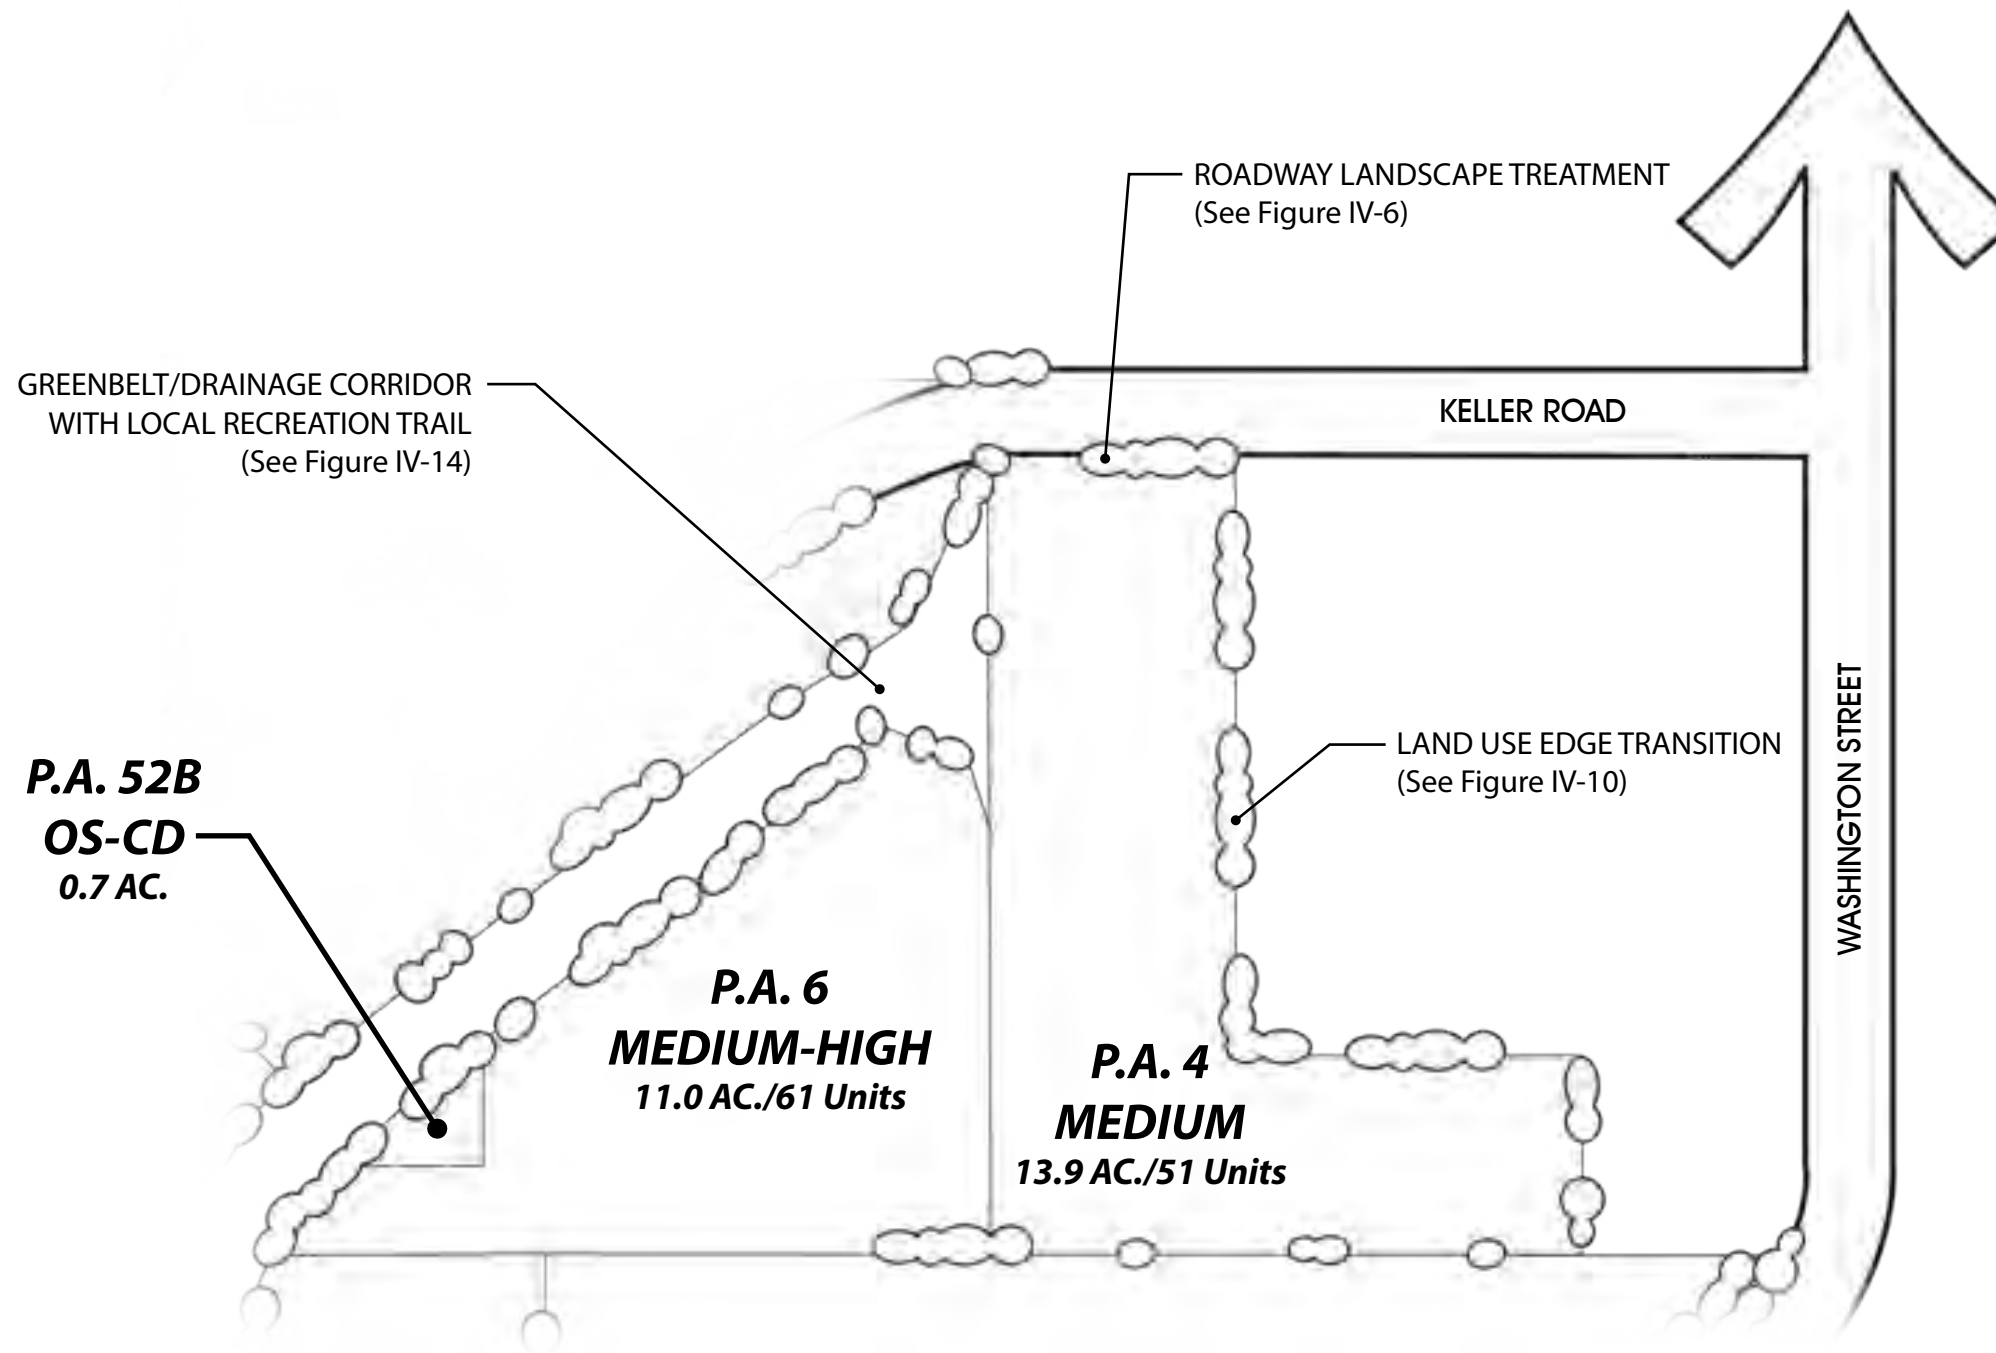 ROADWAY LANDSCAPE TREATMENT
(See Figure IV-6)
GREENBELT/DRAINAGE CORRIDOR
WITH LOCAL RECREATION TRAIL
(See Figure IV-14)
KELLER ROAD
WASHINGTON STREET
LAND USE EDGE TRANSITION
(See Figure IV-10)
P.A. 52B
OS-CD
0.7 AC.
P.A. 6
MEDIUM-HIGH
11.0 AC./61 Units
P.A. 4
MEDIUM
13.9 AC./51 Units